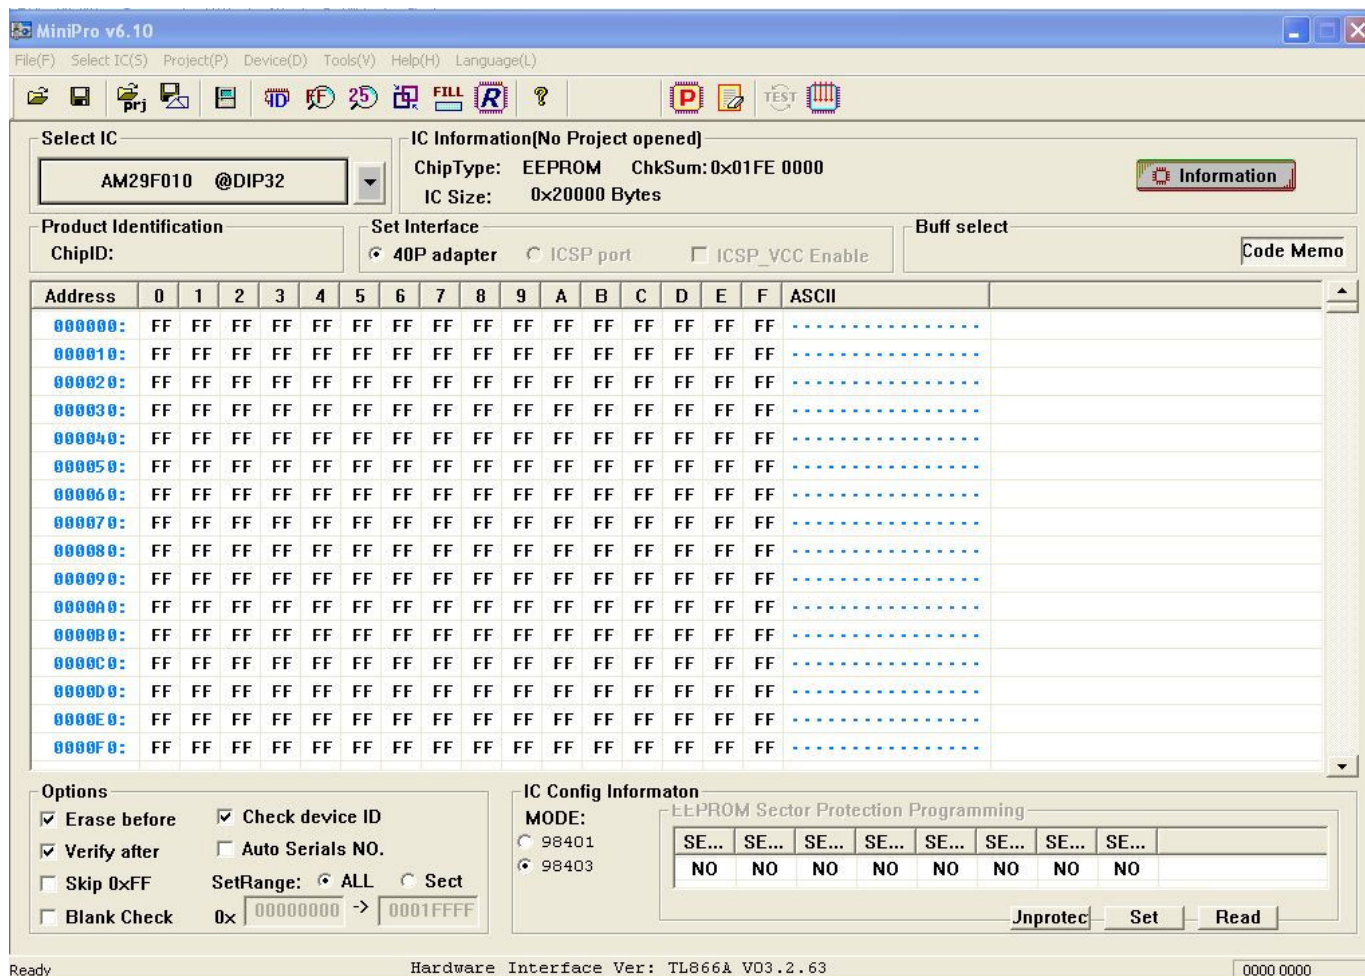 MiniPro v6.10
File(F) Select IC(S) Project(P) Device(D) Tools(V) Help(H) Language(L)
prj 4D FF 25 FILL R ? P TEST
Select IC
AM29F010 @DIP32
IC Information(No Project opened)
ChipType: EEPROM ChkSum:0x01FE 0000
IC Size: 0x20000 Bytes
Information
Product Identification
ChipID:
Set Interface
40P adapter ICSP port ICSP_VCC Enable
Buff select
Code Memo
Address 0 1 2 3 4 5 6 7 8 9 A B C D E F ASCII
000000: FF FF FF FF FF FF FF FF FF FF FF FF FF FF FF FF ................
000010: FF FF FF FF FF FF FF FF FF FF FF FF FF FF FF FF ................
000020: FF FF FF FF FF FF FF FF FF FF FF FF FF FF FF FF ................
000030: FF FF FF FF FF FF FF FF FF FF FF FF FF FF FF FF ................
000040: FF FF FF FF FF FF FF FF FF FF FF FF FF FF FF FF ................
000050: FF FF FF FF FF FF FF FF FF FF FF FF FF FF FF FF ................
000060: FF FF FF FF FF FF FF FF FF FF FF FF FF FF FF FF ................
000070: FF FF FF FF FF FF FF FF FF FF FF FF FF FF FF FF ................
000080: FF FF FF FF FF FF FF FF FF FF FF FF FF FF FF FF ................
000090: FF FF FF FF FF FF FF FF FF FF FF FF FF FF FF FF ................
0000A0: FF FF FF FF FF FF FF FF FF FF FF FF FF FF FF FF ................
0000B0: FF FF FF FF FF FF FF FF FF FF FF FF FF FF FF FF ................
0000C0: FF FF FF FF FF FF FF FF FF FF FF FF FF FF FF FF ................
0000D0: FF FF FF FF FF FF FF FF FF FF FF FF FF FF FF FF ................
0000E0: FF FF FF FF FF FF FF FF FF FF FF FF FF FF FF FF ................
0000F0: FF FF FF FF FF FF FF FF FF FF FF FF FF FF FF FF ................
Options
Erase before Check device ID
Verify after Auto Serials NO.
Skip 0xFF SetRange: ALL Sect
Blank Check 0x 00000000 -> 0001FFFF
IC Config Informaton
MODE:
98401
98403
EEPROM Sector Protection Programming
SE... SE... SE... SE... SE... SE... SE... SE...
NO NO NO NO NO NO NO NO
Jnprotec Set Read
Ready Hardware Interface Ver: TL866A V03.2.63 0000 0000